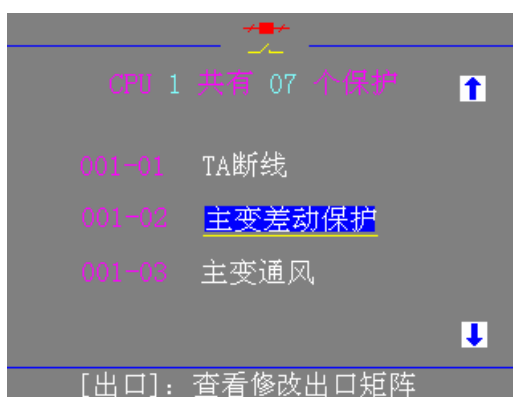 CPU 1 共有 07 个保护
001-01 TA断线
001-02 主变差动保护
001-03 主变通风
[出口]: 查看修改出口矩阵